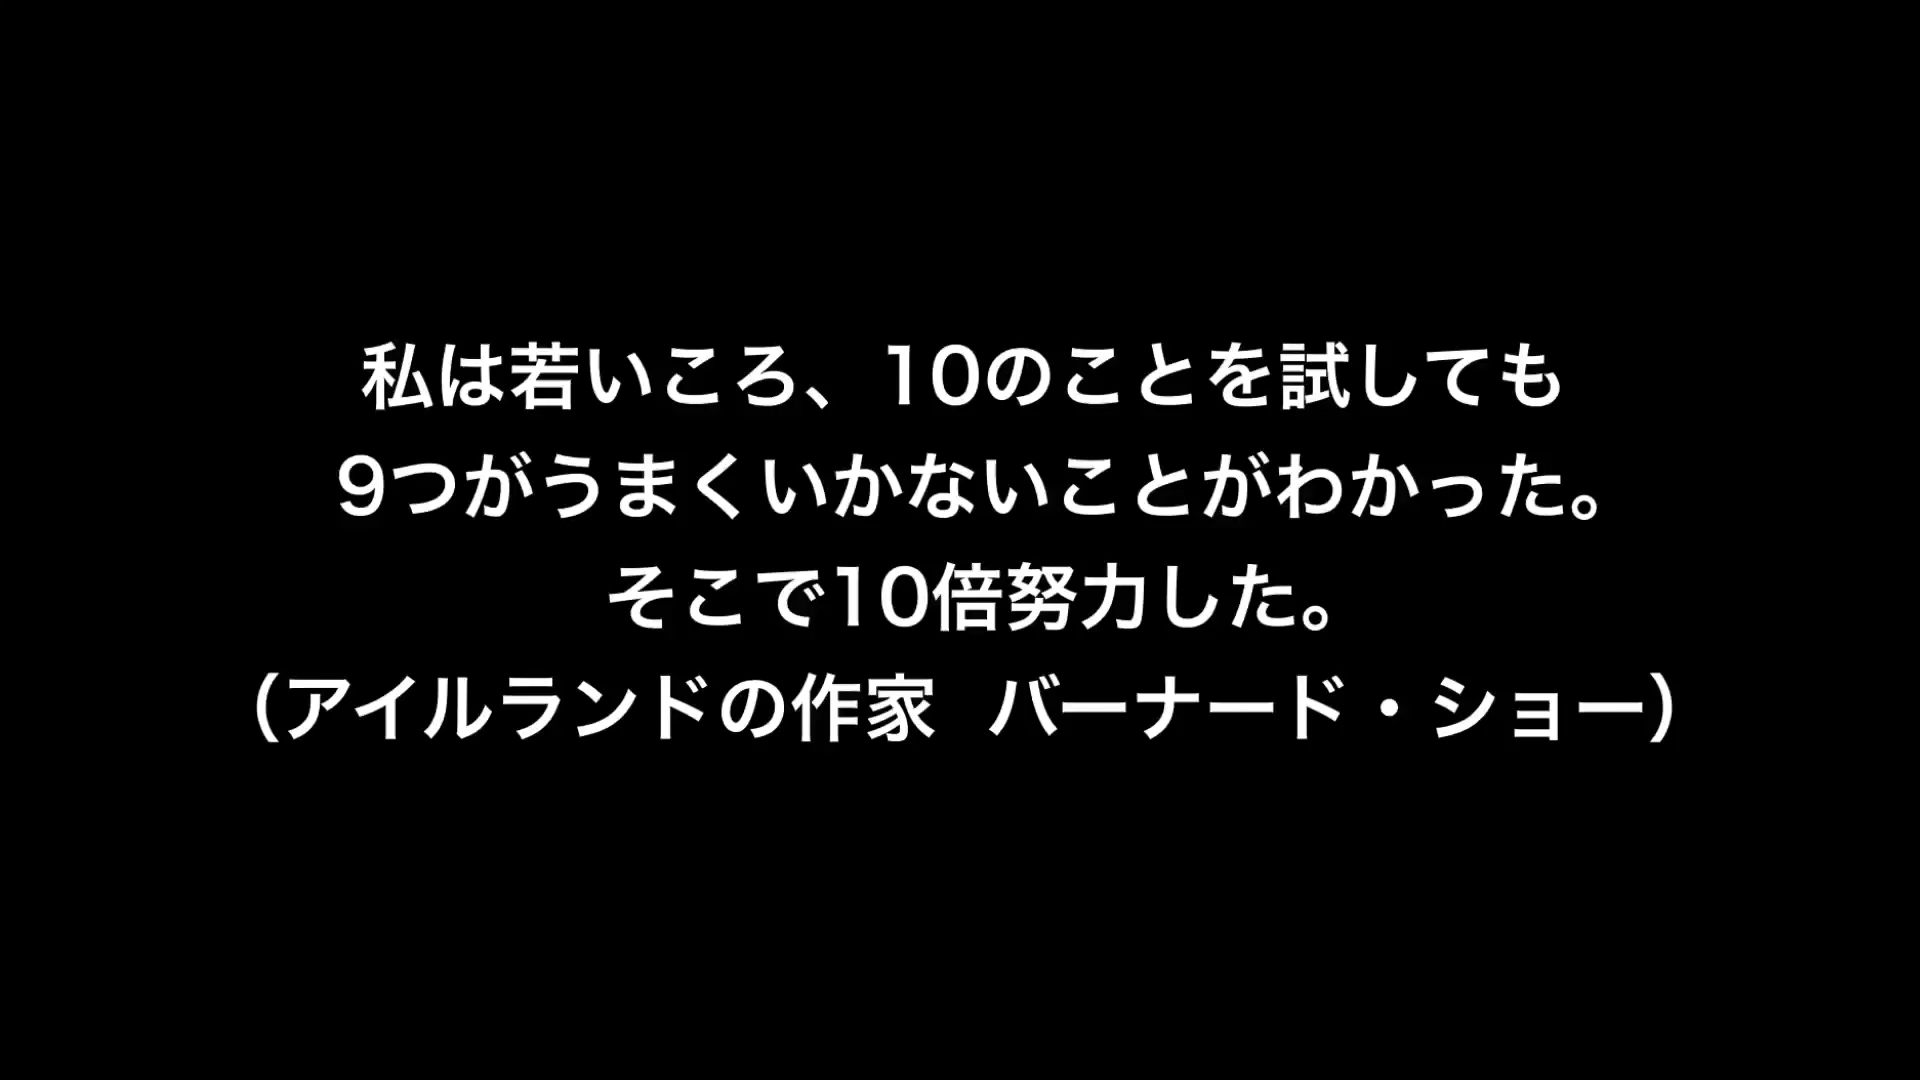 私は若いころ、10のことを試しても
9つがうまくいかないことがわかった。
そこで10倍努力した。
（アイルランドの作家 バーナード・ショー）